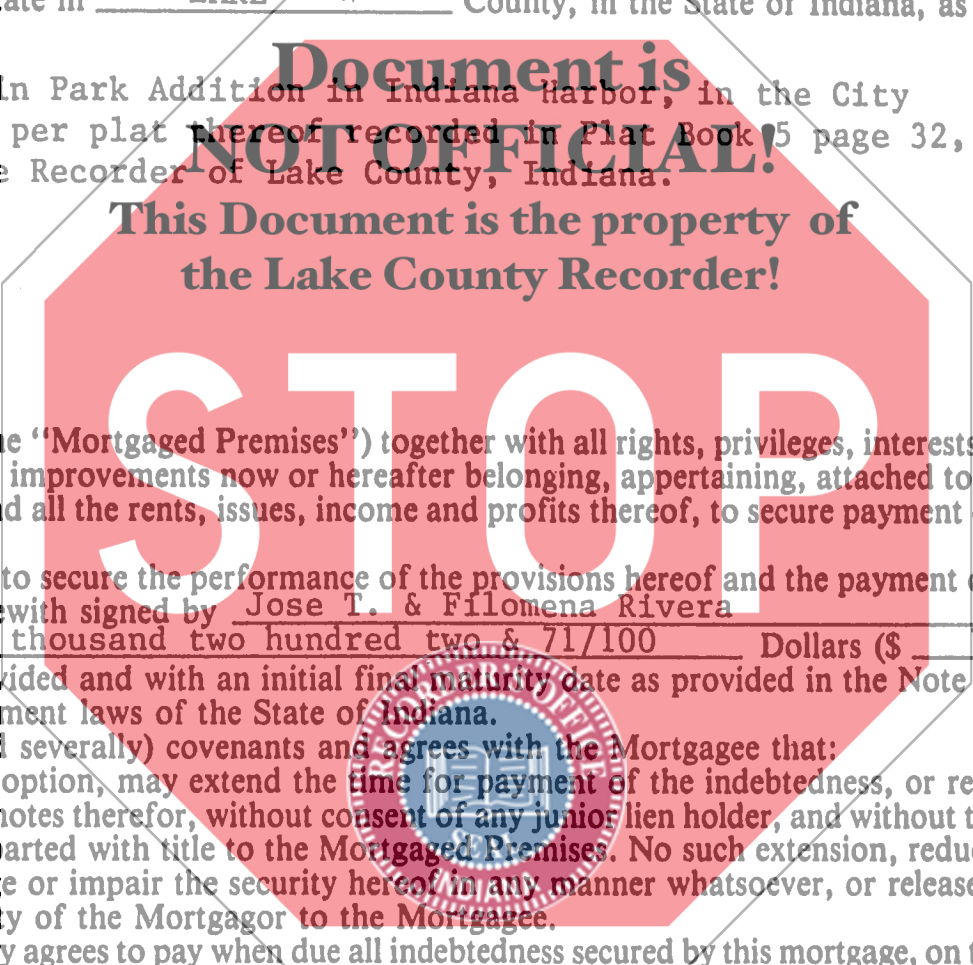 County, in the State of Indiana, as
Document is
ln Park Addition in Indiana Harbor, in the City
per plat thereof recorded in Plat Book 5 page 32,
NOT OFFICIAL!
Recorder of Lake County, Indiana.
This Document is the property of
the Lake County Recorder!
STOP
"Mortgaged Premises") together with all rights, privileges, interests
improvements now or hereafter belonging, appertaining, attached to
all the rents, issues, income and profits thereof, to secure payment
to secure the performance of the provisions hereof and the payment
with signed by Jose T. & Filomena Rivera
thousand two hundred two & 71/100 Dollars ($
vided and with an initial final maturity date as provided in the Note
ment laws of the State of Indiana.
severally) covenants and agrees with the Mortgagee that:
option, may extend the time for payment of the indebtedness, or re
notes therefor, without consent of any junior lien holder, and without t
arted with title to the Mortgaged Premises. No such extension, redu
e or impair the security hereof in any manner whatsoever, or release
ty of the Mortgagor to the Mortgagee.
y agrees to pay when due all indebtedness secured by this mortgage, on
RECORDER'S OFFICE
INDIANA